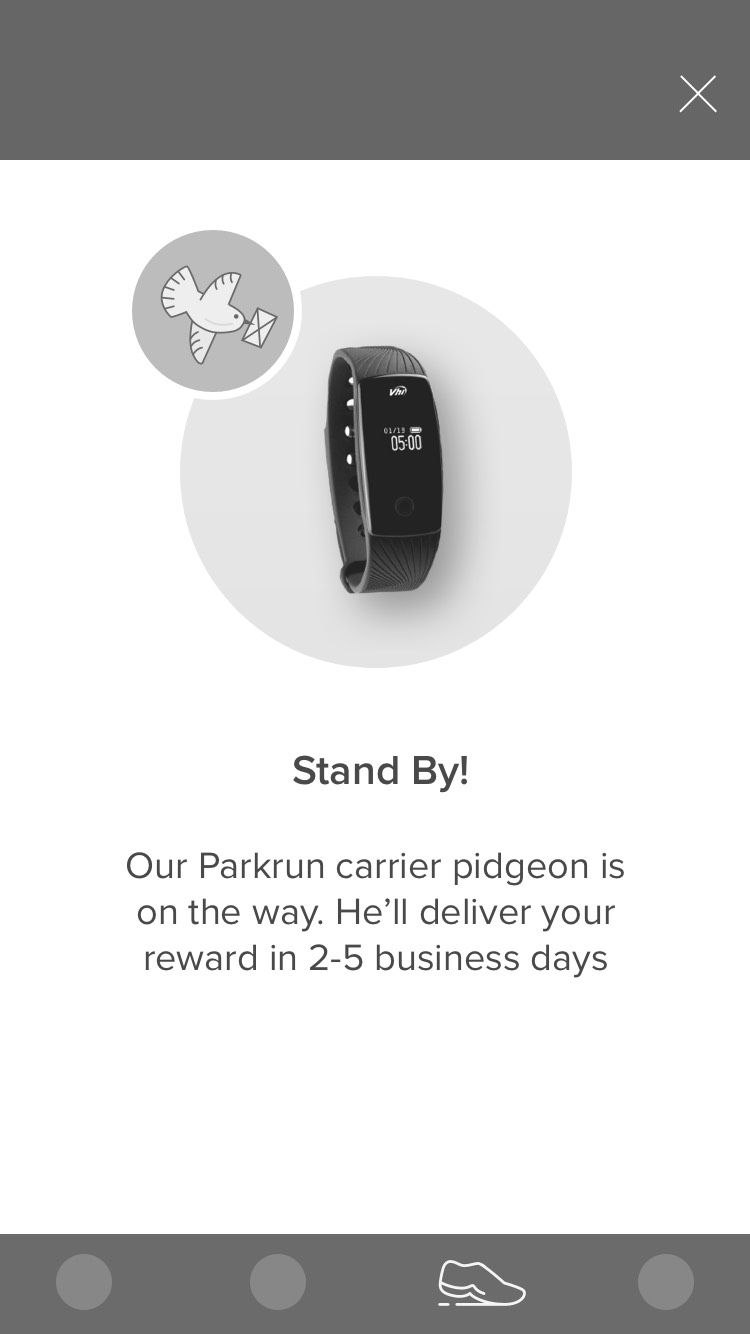 Vhi
01/19
05:00
Stand By!
Our Parkrun carrier pidgeon is
on the way. He’ll deliver your
reward in 2-5 business days